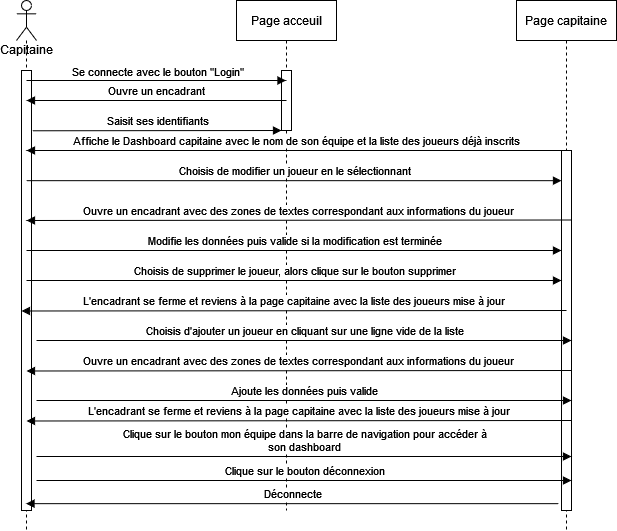 Page acceuil
Page capitaine
Capitaine
Se connecte avec le bouton "Login"
Ouvre un encadrant
Saisit ses identifiants
Affiche le Dashboard capitaine avec le nom de son équipe et la liste des joueurs déjà inscrits
Choisis de modifier un joueur en le sélectionnant
Ouvre un encadrant avec des zones de textes correspondant aux informations du joueur
Modifie les données puis valide si la modification est terminée
Choisis de supprimer le joueur, alors clique sur le bouton supprimer
L'encadrant se ferme et reviens à la page capitaine avec la liste des joueurs mise à jour
Choisis d'ajouter un joueur en cliquant sur une ligne vide de la liste
Ouvre un encadrant avec des zones de textes correspondant aux informations du joueur
Ajoute les données puis valide
L'encadrant se ferme et reviens à la page capitaine avec la liste des joueurs mise à jour
Clique sur le bouton mon équipe dans la barre de navigation pour accéder à
son dashboard
Clique sur le bouton déconnexion
Déconnecte